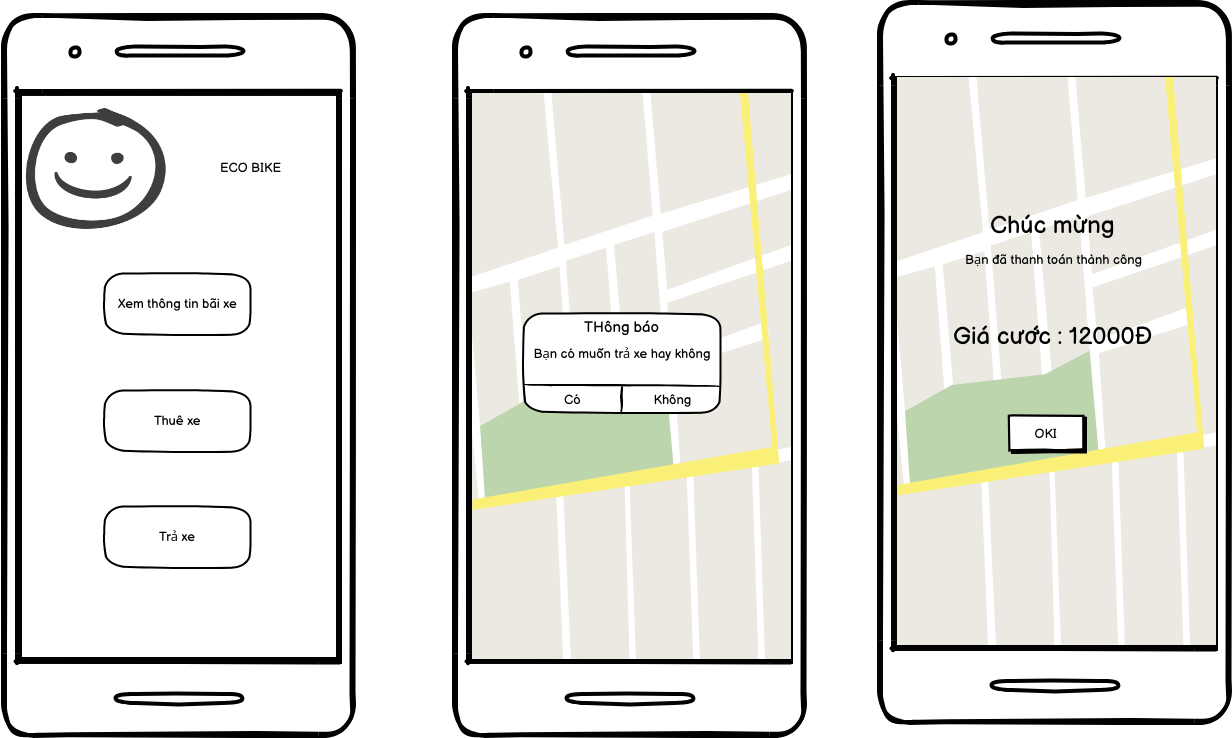 ECO BIKE
Xem thông tin bãi xe
Thuê xe
Trả xe
THông báo
Bạn có muốn trả xe hay không
Có
Không
Chúc mừng
Bạn đã thanh toán thành công
Giá cước : 12000Đ
OKI